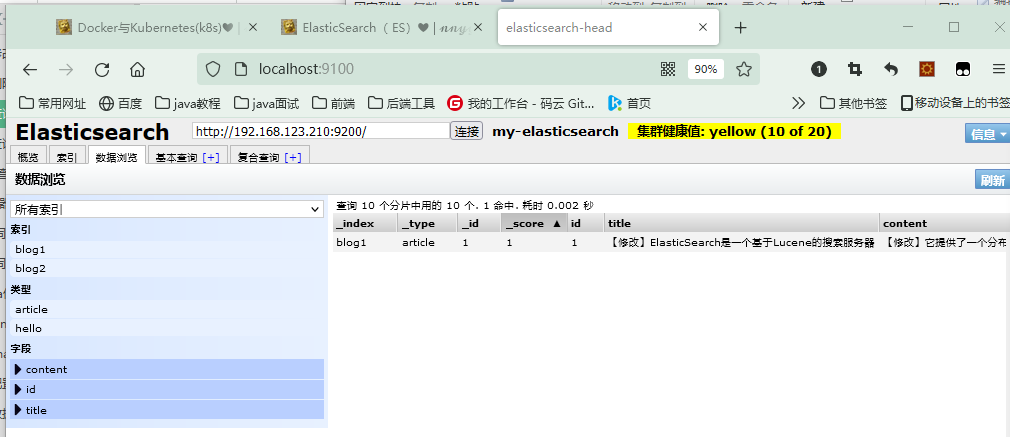 Docker与Kubernetes(k8s)♥
ElasticSearch（ ES）♥ | nny
elasticsearch-head
localhost:9100
90%
常用网址 百度 java教程 java面试 前端 后端工具 我的工作台 - 码云 Git... 首页 其他书签 移动设备上的书签
Elasticsearch http://192.168.123.210:9200/ 连接 my-elasticsearch 集群健康值: yellow (10 of 20) 信息
概览 索引 数据浏览 基本查询 [+] 复合查询 [+]
数据浏览 刷新
所有索引
索引
blog1
blog2
类型
article
hello
字段
content
id
title
查询 10 个分片中用的 10 个. 1 命中. 耗时 0.002 秒
_index _type _id _score ▲ id title content
blog1 article 1 1 1 【修改】ElasticSearch是一个基于Lucene的搜索服务器 【修改】它提供了一个分布